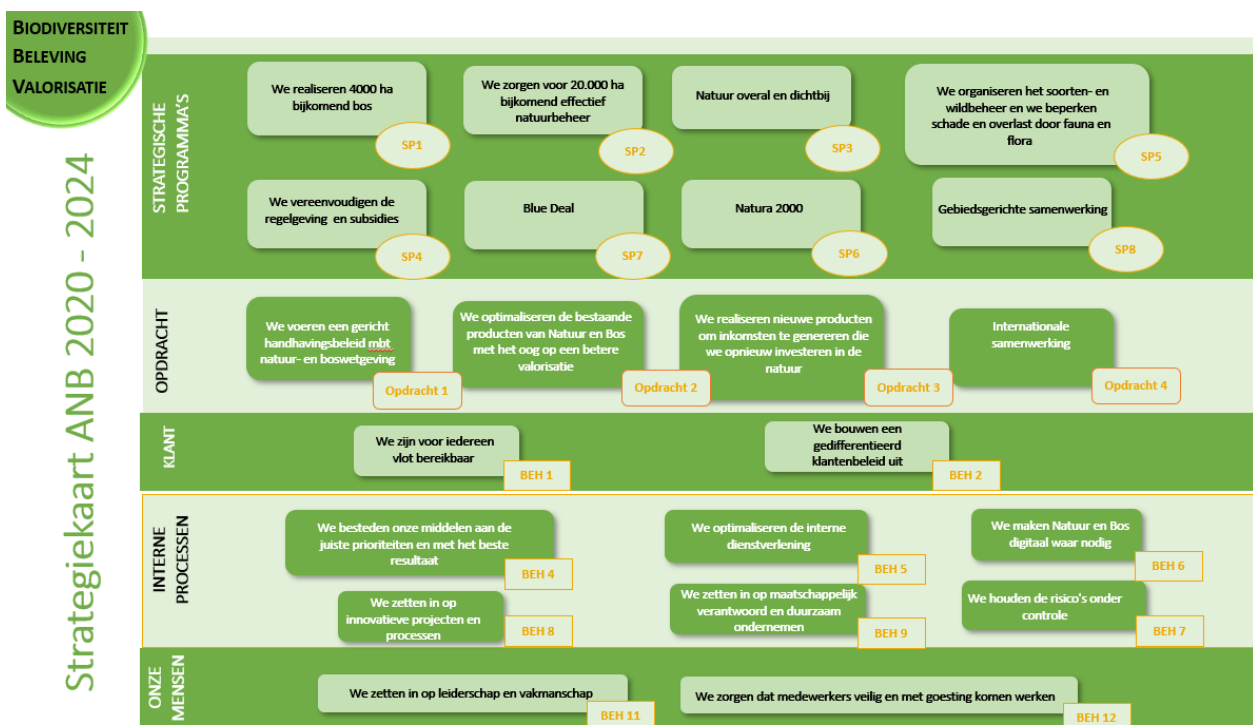 BIODIVERSITEIT
BELEVING
VALORISATIE
Strategiekaart ANB 2020 - 2024
STRATEGISCHE
PROGRAMMA'S
We realiseren 4000 ha
bijkomend bos
SP1
We zorgen voor 20.000 ha
bijkomend effectief
natuurbeheer
SP2
Natuur overal en dichtbij
SP3
We organiseren het soorten- en
wildbeheer en we beperken
schade en overlast door fauna en
flora
SP5
We vereenvoudigen de
regelgeving en subsidies
SP4
Blue Deal
SP7
Natura 2000
SP6
Gebiedsgerichte samenwerking
SP8
OPDRACHT
We voeren een gericht
handhavingsbeleid mbt
natuur- en boswetgeving
Opdracht 1
We optimaliseren de bestaande
producten van Natuur en Bos
met het oog op een betere
valorisatie
Opdracht 2
We realiseren nieuwe producten
om inkomsten te genereren die
we opnieuw investeren in de
natuur
Opdracht 3
Internationale
samenwerking
Opdracht 4
KLANT
We zijn voor iedereen
vlot bereikbaar
BEH 1
We bouwen een
gedifferentieerd
klantenbeleid uit
BEH 2
INTERNE
PROCESSEN
We besteden onze middelen aan de
juiste prioriteiten en met het beste
resultaat
BEH 4
We optimaliseren de interne
dienstverlening
BEH 5
We maken Natuur en Bos
digitaal waar nodig
BEH 6
We zetten in op
innovatieve projecten en
processen
BEH 8
We zetten in op maatschappelijk
verantwoord en duurzaam
ondernemen
BEH 9
We houden de risico's onder
controle
BEH 7
ONZE
MENSEN
We zetten in op leiderschap en vakmanschap
BEH 11
We zorgen dat medewerkers veilig en met goesting komen werken
BEH 12